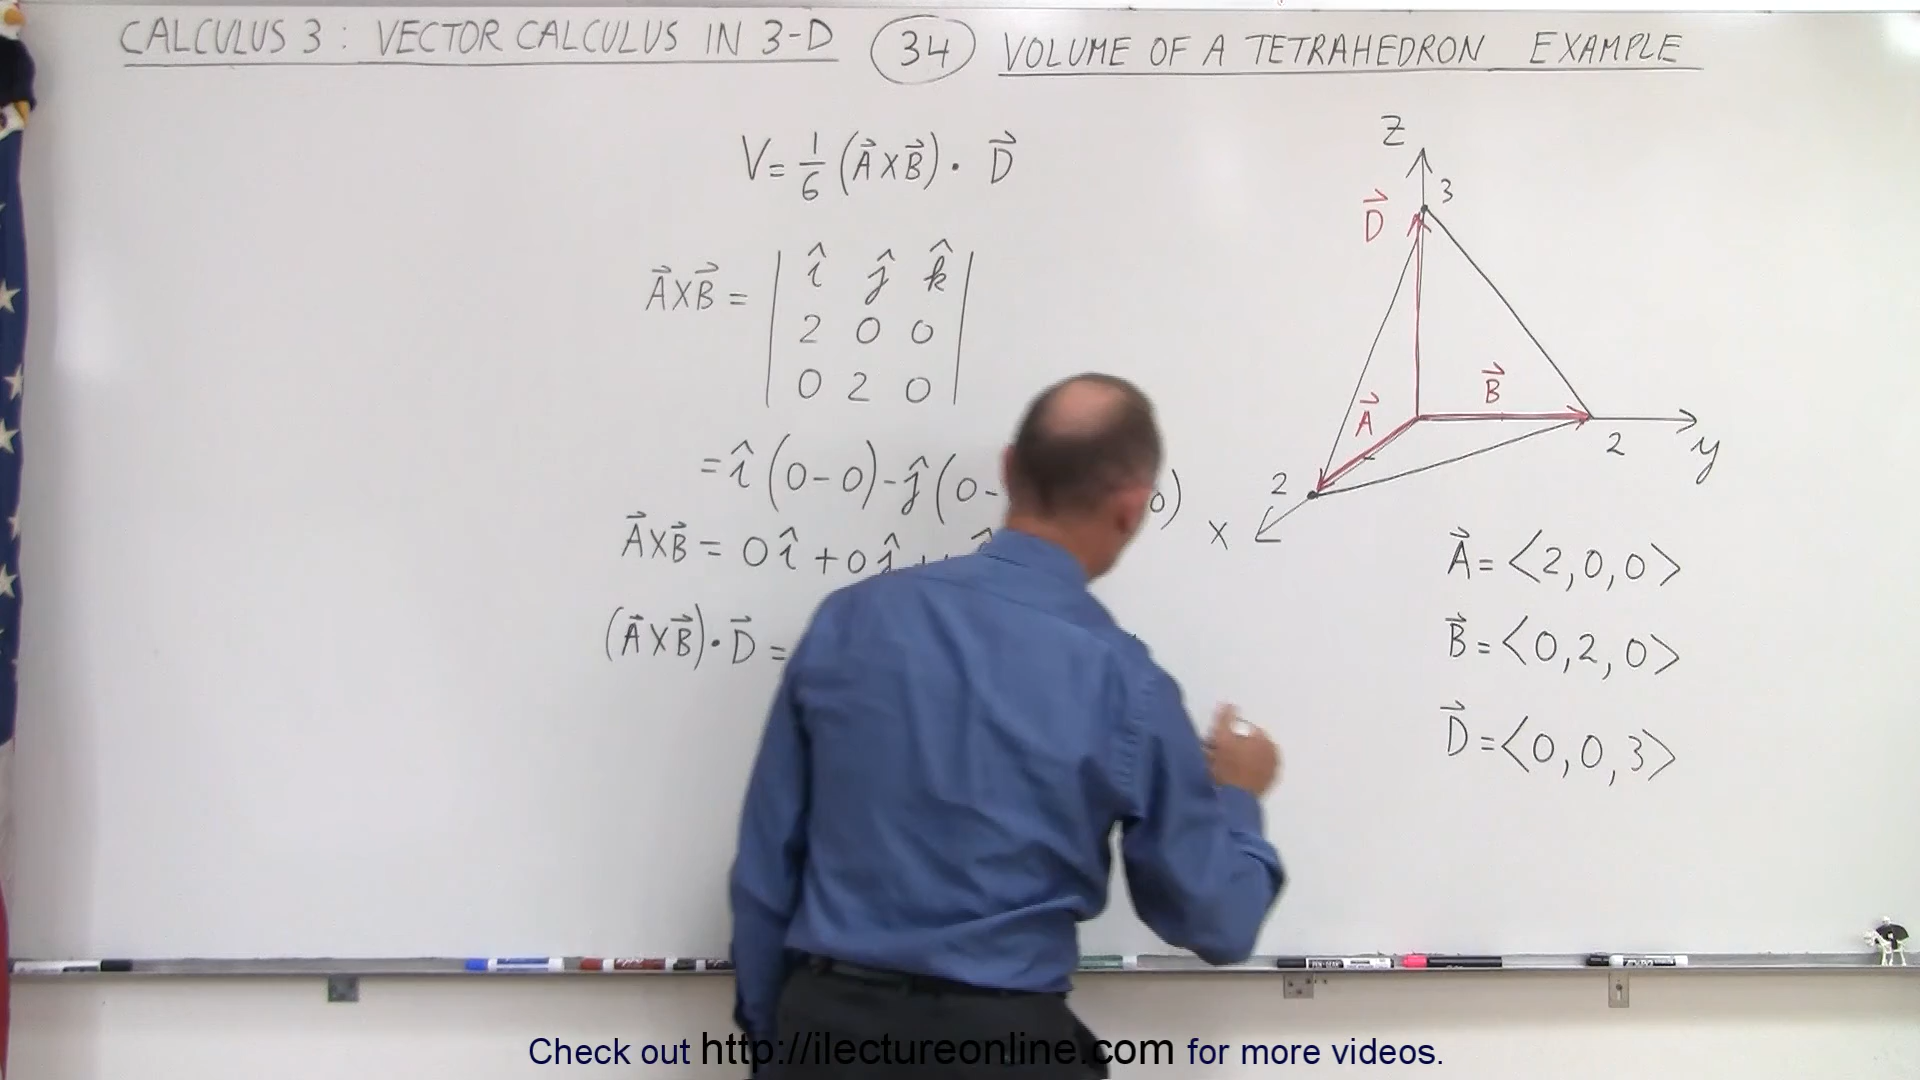 CALCULUS 3 : VECTOR CALCULUS IN 3-D 34 VOLUME OF A TETRAHEDRON EXAMPLE
V = 1/6 (A⃗ X B⃗) · D⃗
A⃗ X B⃗ = | î ĵ k̂ |
| 2 0 0 |
| 0 2 0 |
= î (0-0) - ĵ (0- 0)
A⃗ X B⃗ = 0 î + 0 ĵ +
(A⃗ X B⃗) · D⃗ =
Z
3
D⃗
B⃗
A⃗
2
y
2
X
A⃗ = <2, 0, 0>
B⃗ = <0, 2, 0>
D⃗ = <0, 0, 3>
Check out http://ilectureonline.com for more videos.